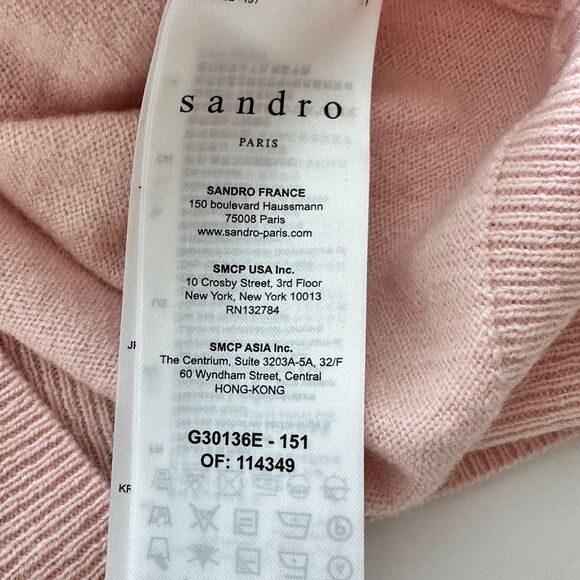 sandro
PARIS
SANDRO FRANCE
150 boulevard Haussmann
75008 Paris
www.sandro-paris.com
SMCP USA Inc.
10 Crosby Street, 3rd Floor
New York, New York 10013
RN132784
SMCP ASIA Inc.
The Centrium, Suite 3203A-5A, 32/F
60 Wyndham Street, Central
HONG-KONG
G30136E - 151
OF: 114349
KR